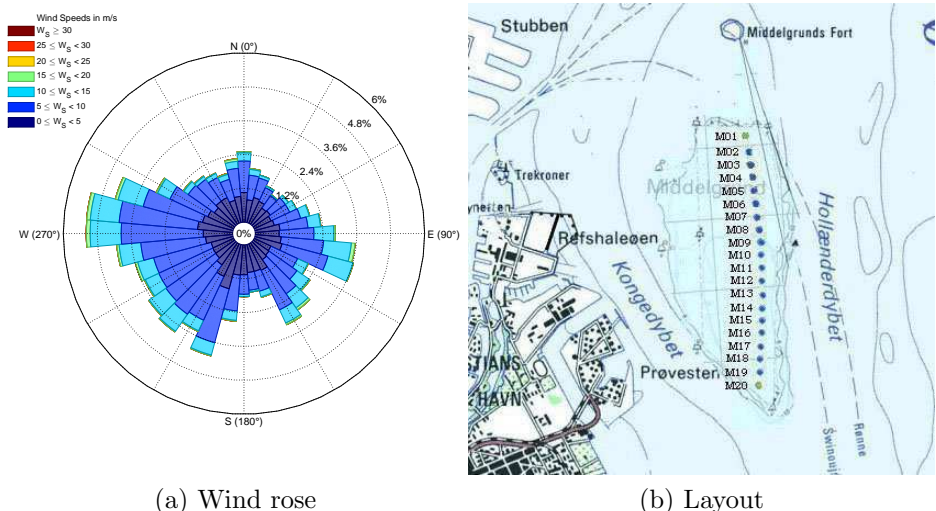 Wind Speeds in m/s
W_S ≥ 30
25 ≤ W_S < 30
20 ≤ W_S < 25
15 ≤ W_S < 20
10 ≤ W_S < 15
5 ≤ W_S < 10
0 ≤ W_S < 5
N (0°)
6%
4.8%
3.6%
2.4%
1.2%
0%
W (270°)
E (90°)
S (180°)
(a) Wind rose
Stubben
Middelgrunds Fort
Trekroner
Refshaleøen
Middelgrund
Kongedybet
Hollænderdybet
Prøvesten
STIANS
HAVN
Rønne
M01
M02
M03
M04
M05
M06
M07
M08
M09
M10
M11
M12
M13
M14
M15
M16
M17
M18
M19
M20
(b) Layout